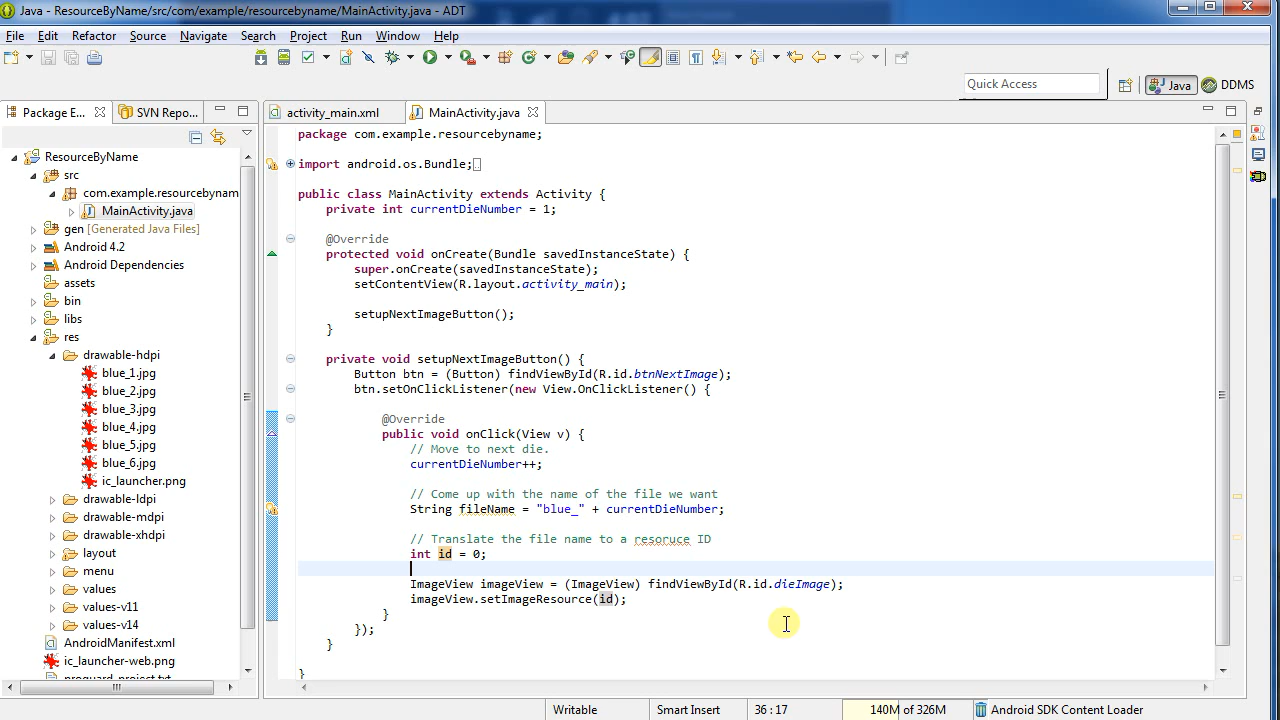 Java - ResourceByName/src/com/example/resourcebyname/MainActivity.java - ADT
File Edit Refactor Source Navigate Search Project Run Window Help
Quick Access
Java
DDMS
Package E...
SVN Repo...
activity_main.xml
MainActivity.java
ResourceByName
src
com.example.resourcebynam
MainActivity.java
gen [Generated Java Files]
Android 4.2
Android Dependencies
assets
bin
libs
res
drawable-hdpi
blue_1.jpg
blue_2.jpg
blue_3.jpg
blue_4.jpg
blue_5.jpg
blue_6.jpg
ic_launcher.png
drawable-ldpi
drawable-mdpi
drawable-xhdpi
layout
menu
values
values-v11
values-v14
AndroidManifest.xml
ic_launcher-web.png
proguard_project.txt
package com.example.resourcebyname;
import android.os.Bundle;
public class MainActivity extends Activity {
private int currentDieNumber = 1;
@Override
protected void onCreate(Bundle savedInstanceState) {
super.onCreate(savedInstanceState);
setContentView(R.layout.activity_main);
setupNextImageButton();
}
private void setupNextImageButton() {
Button btn = (Button) findViewById(R.id.btnNextImage);
btn.setOnClickListener(new View.OnClickListener() {
@Override
public void onClick(View v) {
// Move to next die.
currentDieNumber++;
// Come up with the name of the file we want
String fileName = "blue_" + currentDieNumber;
// Translate the file name to a resoruce ID
int id = 0;
ImageView imageView = (ImageView) findViewById(R.id.dieImage);
imageView.setImageResource(id);
}
});
}
}
Writable
Smart Insert
36 : 17
140M of 326M
Android SDK Content Loader